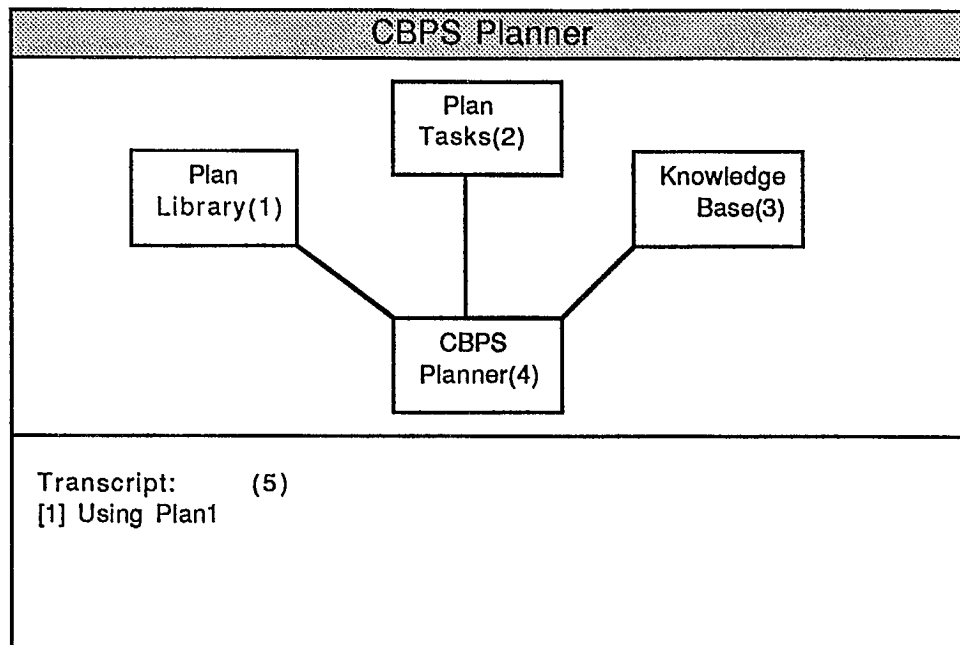 CBPS Planner
Plan
Tasks(2)
Plan
Library(1)
Knowledge
Base(3)
CBPS
Planner(4)
Transcript: (5)
[1] Using Plan1